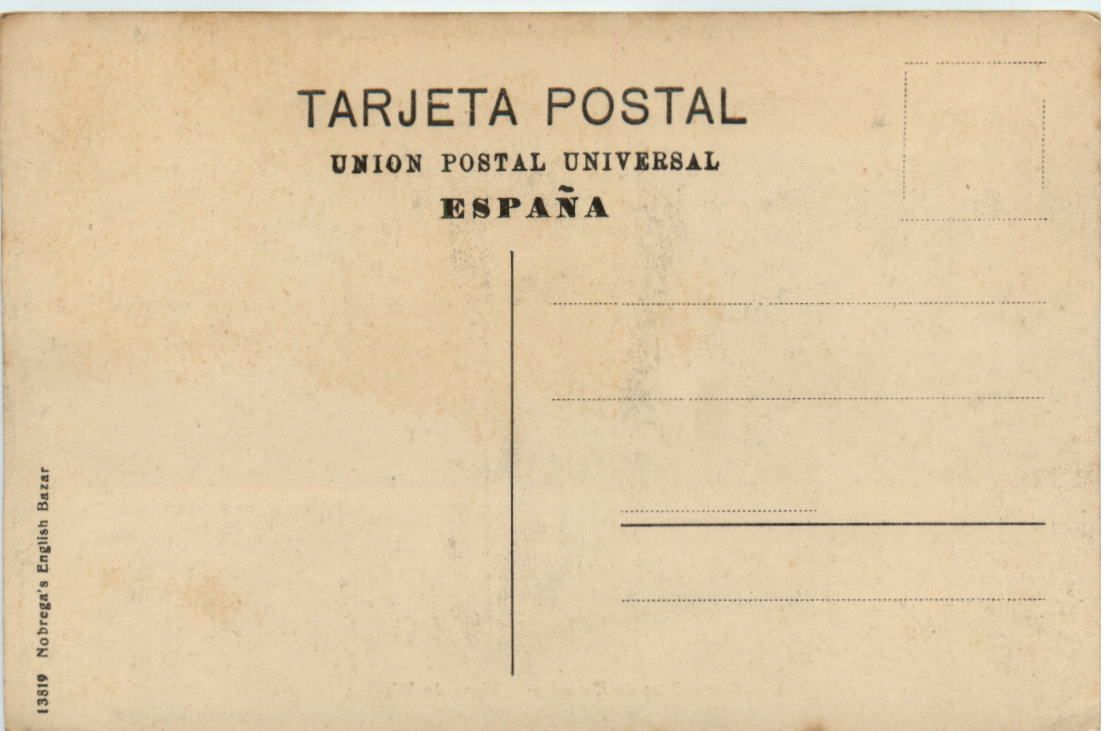 TARJETA POSTAL
UNION POSTAL UNIVERSAL
ESPAÑA
13819 Nobrega's English Bazar